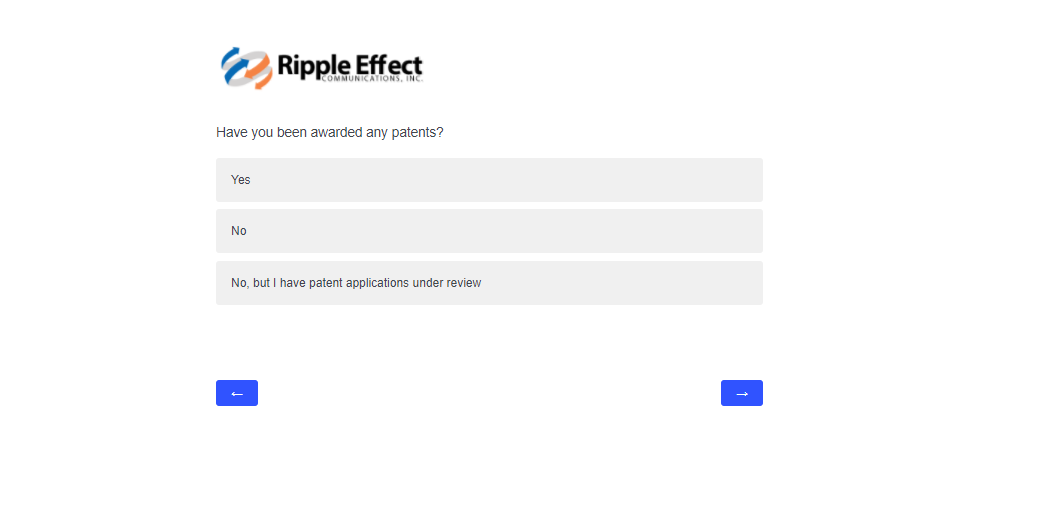 Ripple Effect
COMMUNICATIONS, INC.
Have you been awarded any patents?
Yes
No
No, but I have patent applications under review
← →